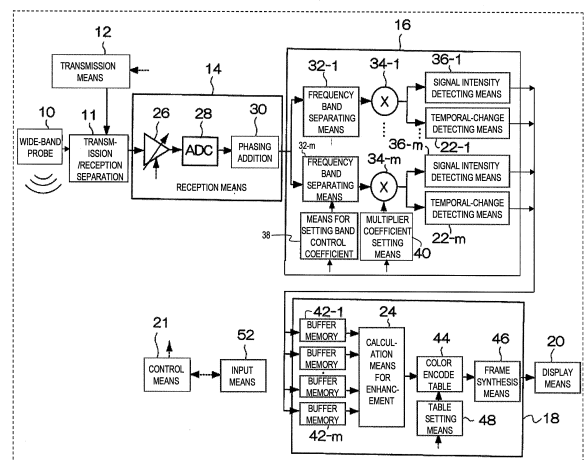 12
TRANSMISSION
MEANS
10
WIDE-BAND
PROBE
11
TRANSM-
ISSION
/RECEPTION
SEPARATION
14
26
28
ADC
30
PHASING
ADDITION
RECEPTION MEANS
16
32-1
FREQUENCY
BAND
SEPARATING
MEANS
34-1
X
36-1
SIGNAL INTENSITY
DETECTING MEANS
TEMPORAL-CHANGE
DETECTING MEANS
22-1
32-m
FREQUENCY
BAND
SEPARATING
MEANS
34-m
X
36-m
SIGNAL INTENSITY
DETECTING MEANS
TEMPORAL-CHANGE
DETECTING MEANS
22-m
38
MEANS FOR
SETTING BAND
CONTROL
COEFFICIENT
MULTIPLIER
COEFFICIENT
SETTING
MEANS
40
21
CONTROL
MEANS
52
INPUT
MEANS
42-1
BUFFER
MEMORY
BUFFER
MEMORY
BUFFER
MEMORY
BUFFER
MEMORY
42-m
24
CALCUL-
ATION
MEANS
FOR
ENHANC-
EMENT
44
COLOR
ENCODE
TABLE
46
FRAME
SYNTHESIS
MEANS
TABLE
SETTING
MEANS
48
18
20
DISPLAY
MEANS